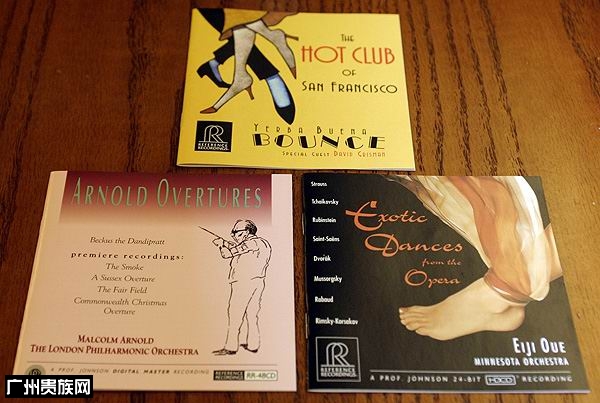 THE
HOT CLUB
OF
SAN FRANCISCO
YERBA BUENA
BOUNCE
SPECIAL GUEST DAVID GRISMAN
R
REFERENCE
RECORDINGS
ARNOLD OVERTURES
Beckus the Dandipratt
premiere recordings:
The Smoke
A Sussex Overture
The Fair Field
Commonwealth Christmas
Overture
MALCOLM ARNOLD
THE LONDON PHILHARMONIC ORCHESTRA
REFERENCE
RECORDINGS
RR-48CD
A PROF. JOHNSON DIGITAL MASTER RECORDING
Strauss
Tchaikovsky
Rubinstein
Saint-Saëns
Dvořák
Mussorgsky
Rabaud
Rimsky-Korsakov
Exotic
Dances
from the
Opera
EIJI OUE
MINNESOTA ORCHESTRA
R
REFERENCE
RECORDINGS
A PROF. JOHNSON 24-BIT HDCD RECORDING
广州贵族网